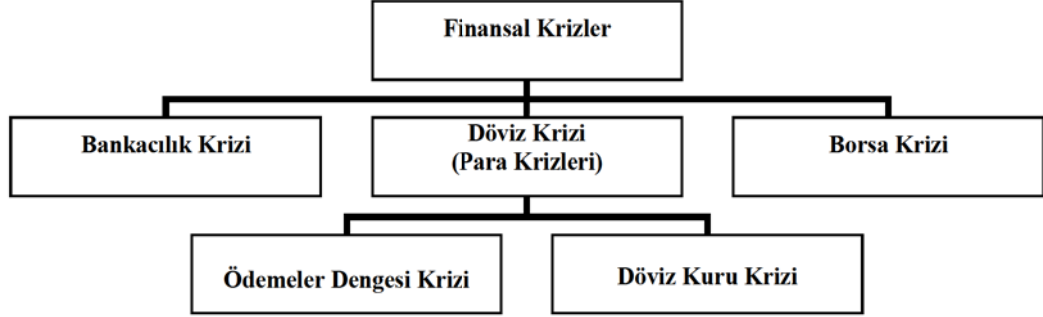 Finansal Krizler
Bankacılık Krizi
Döviz Krizi
(Para Krizleri)
Borsa Krizi
Ödemeler Dengesi Krizi
Döviz Kuru Krizi